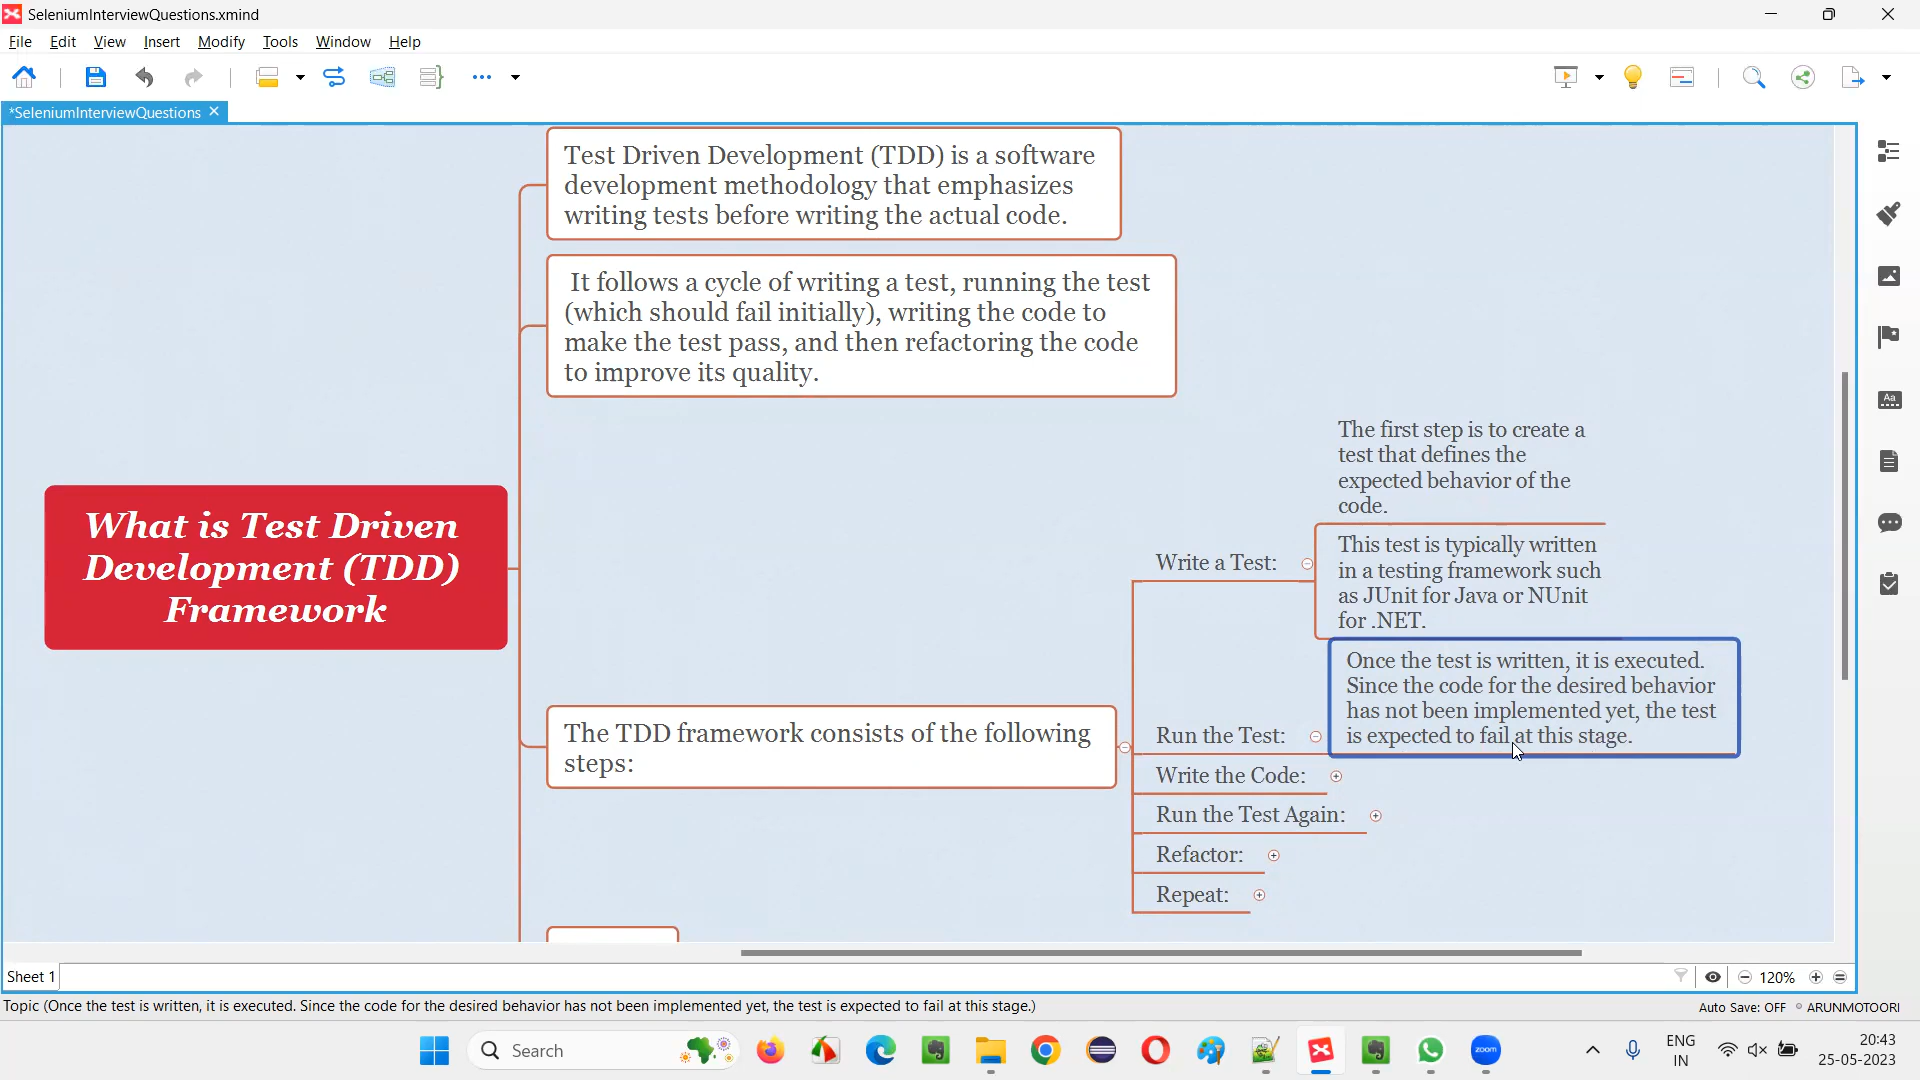 SeleniumInterviewQuestions.xmind
File Edit View Insert Modify Tools Window Help
*SeleniumInterviewQuestions
Test Driven Development (TDD) is a software
development methodology that emphasizes
writing tests before writing the actual code.
It follows a cycle of writing a test, running the test
(which should fail initially), writing the code to
make the test pass, and then refactoring the code
to improve its quality.
What is Test Driven
Development (TDD)
Framework
The TDD framework consists of the following
steps:
Write a Test:
The first step is to create a
test that defines the
expected behavior of the
code.
This test is typically written
in a testing framework such
as JUnit for Java or NUnit
for .NET.
Run the Test:
Once the test is written, it is executed.
Since the code for the desired behavior
has not been implemented yet, the test
is expected to fail at this stage.
Write the Code:
Run the Test Again:
Refactor:
Repeat:
Sheet 1
120%
Topic (Once the test is written, it is executed. Since the code for the desired behavior has not been implemented yet, the test is expected to fail at this stage.)
Auto Save: OFF
ARUNMOTOORI
Search
zoom
ENG
IN
20:43
25-05-2023